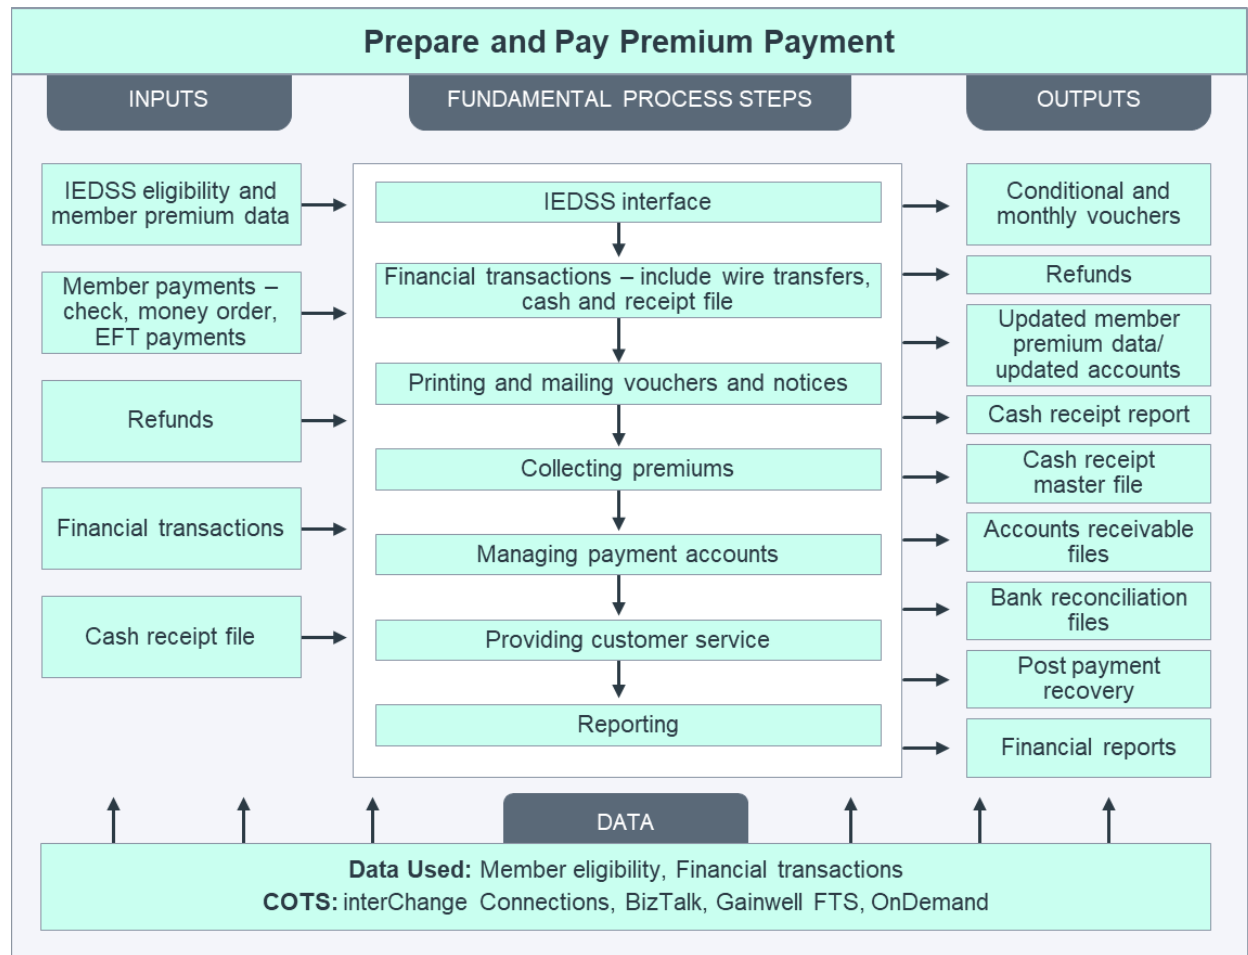 Prepare and Pay Premium Payment
INPUTS
FUNDAMENTAL PROCESS STEPS
OUTPUTS
IEDSS eligibility and
member premium data
Member payments –
check, money order,
EFT payments
Refunds
Financial transactions
Cash receipt file
IEDSS interface
Financial transactions – include wire transfers,
cash and receipt file
Printing and mailing vouchers and notices
Collecting premiums
Managing payment accounts
Providing customer service
Reporting
Conditional and
monthly vouchers
Refunds
Updated member
premium data/
updated accounts
Cash receipt report
Cash receipt
master file
Accounts receivable
files
Bank reconciliation
files
Post payment
recovery
Financial reports
DATA
Data Used: Member eligibility, Financial transactions
COTS: interChange Connections, BizTalk, Gainwell FTS, OnDemand